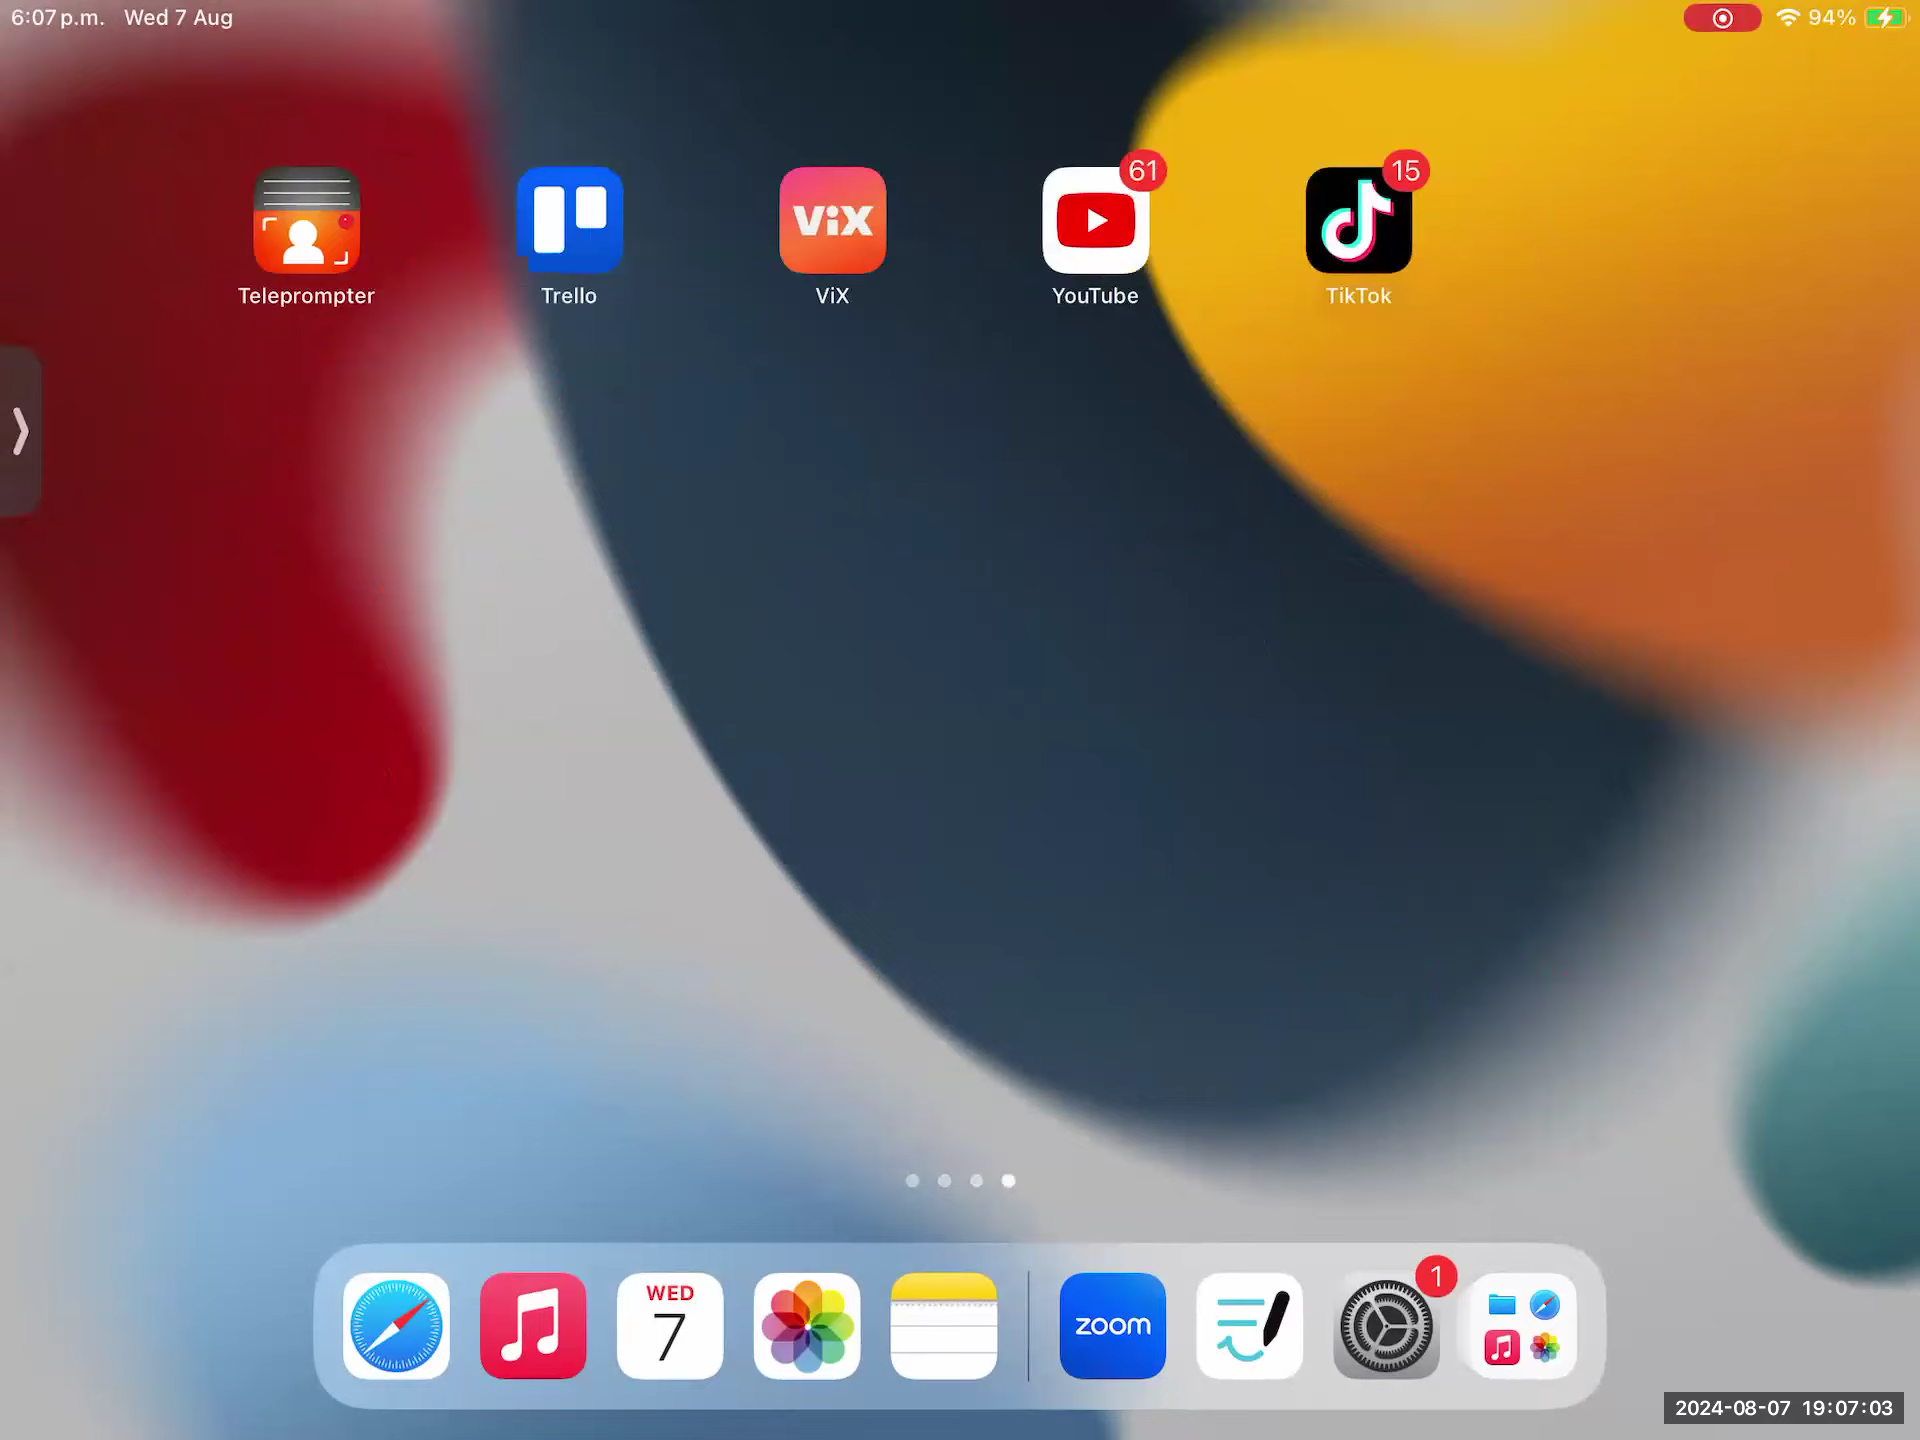 6:07 p.m. Wed 7 Aug
94%
61
15
ViX
Teleprompter
Trello
ViX
YouTube
TikTok
WED
7
zoom
1
2024-08-07 19:07:03